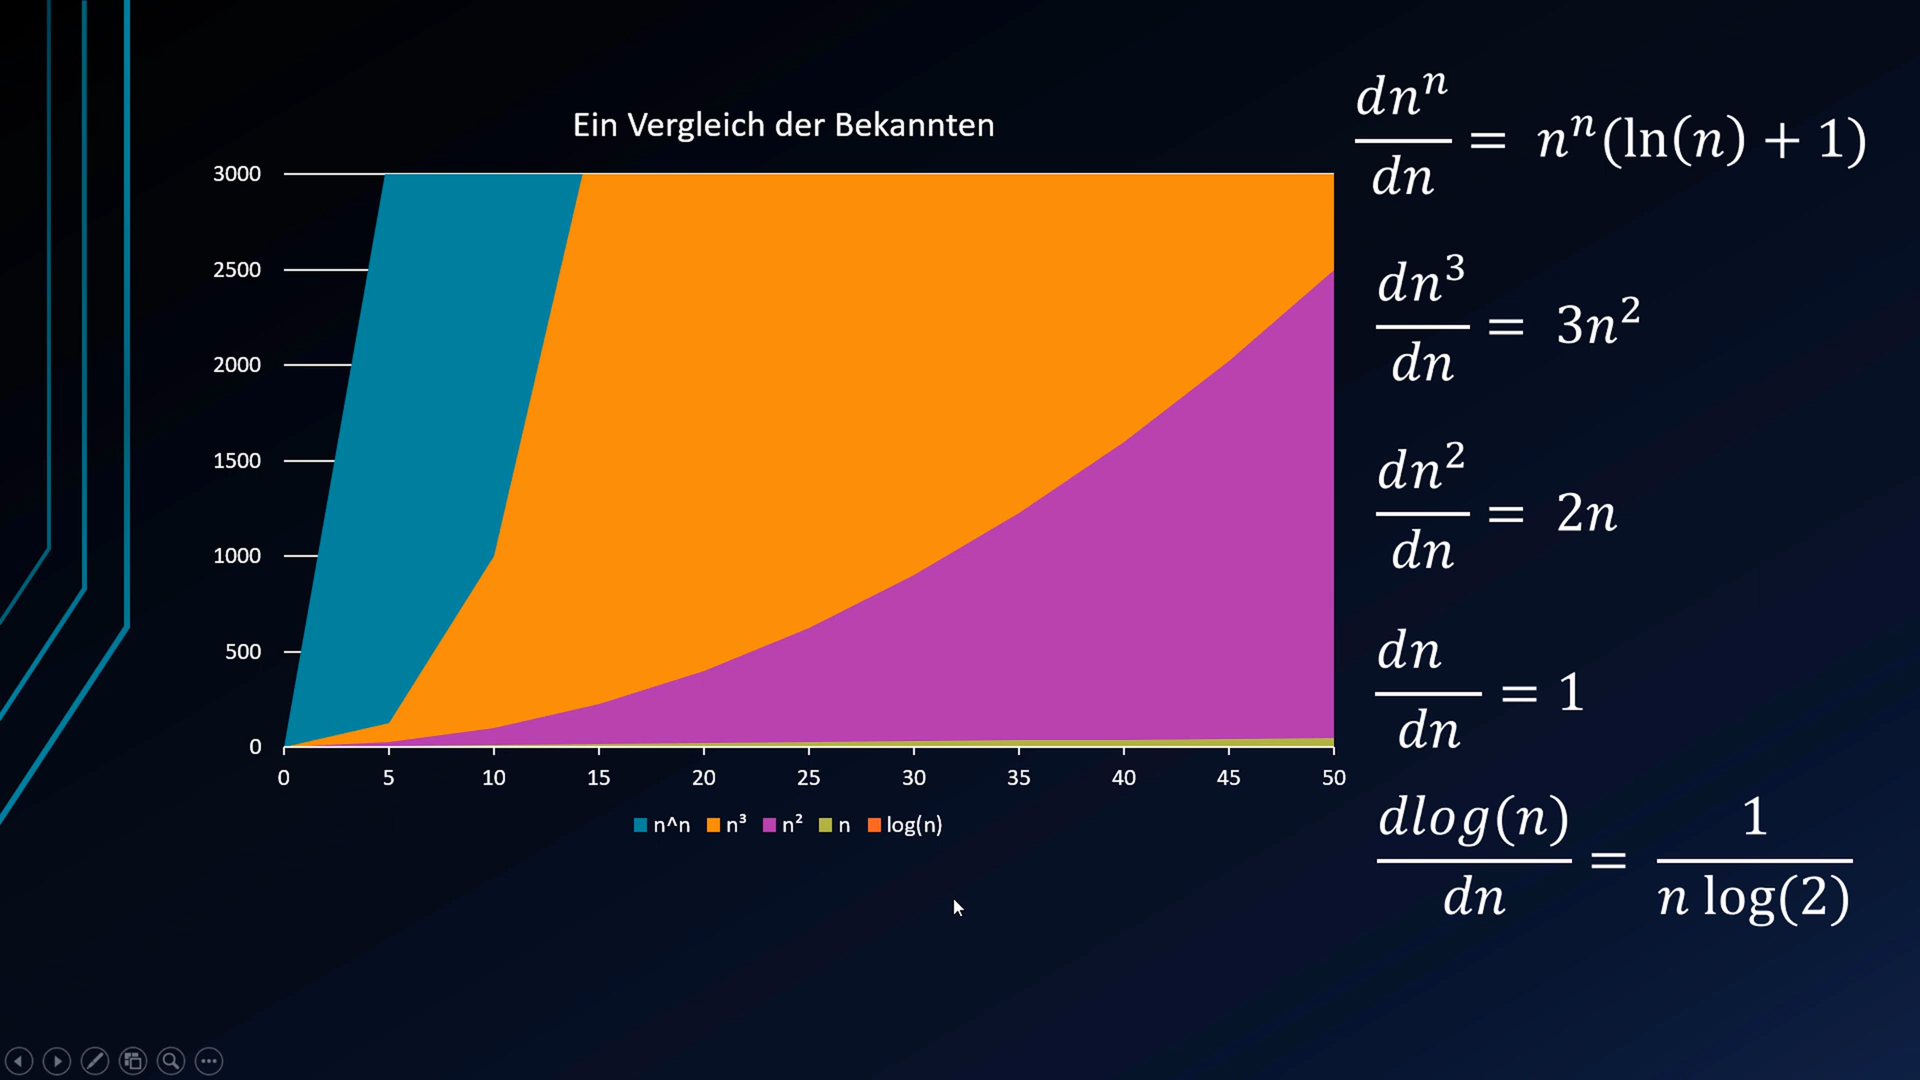 Ein Vergleich der Bekannten
3000
2500
2000
1500
1000
500
0
0 5 10 15 20 25 30 35 40 45 50
n^n n³ n² n log(n)
dnⁿ/dn = nⁿ(ln(n) + 1)
dn³/dn = 3n²
dn²/dn = 2n
dn/dn = 1
dlog(n)/dn = 1/(n log(2))